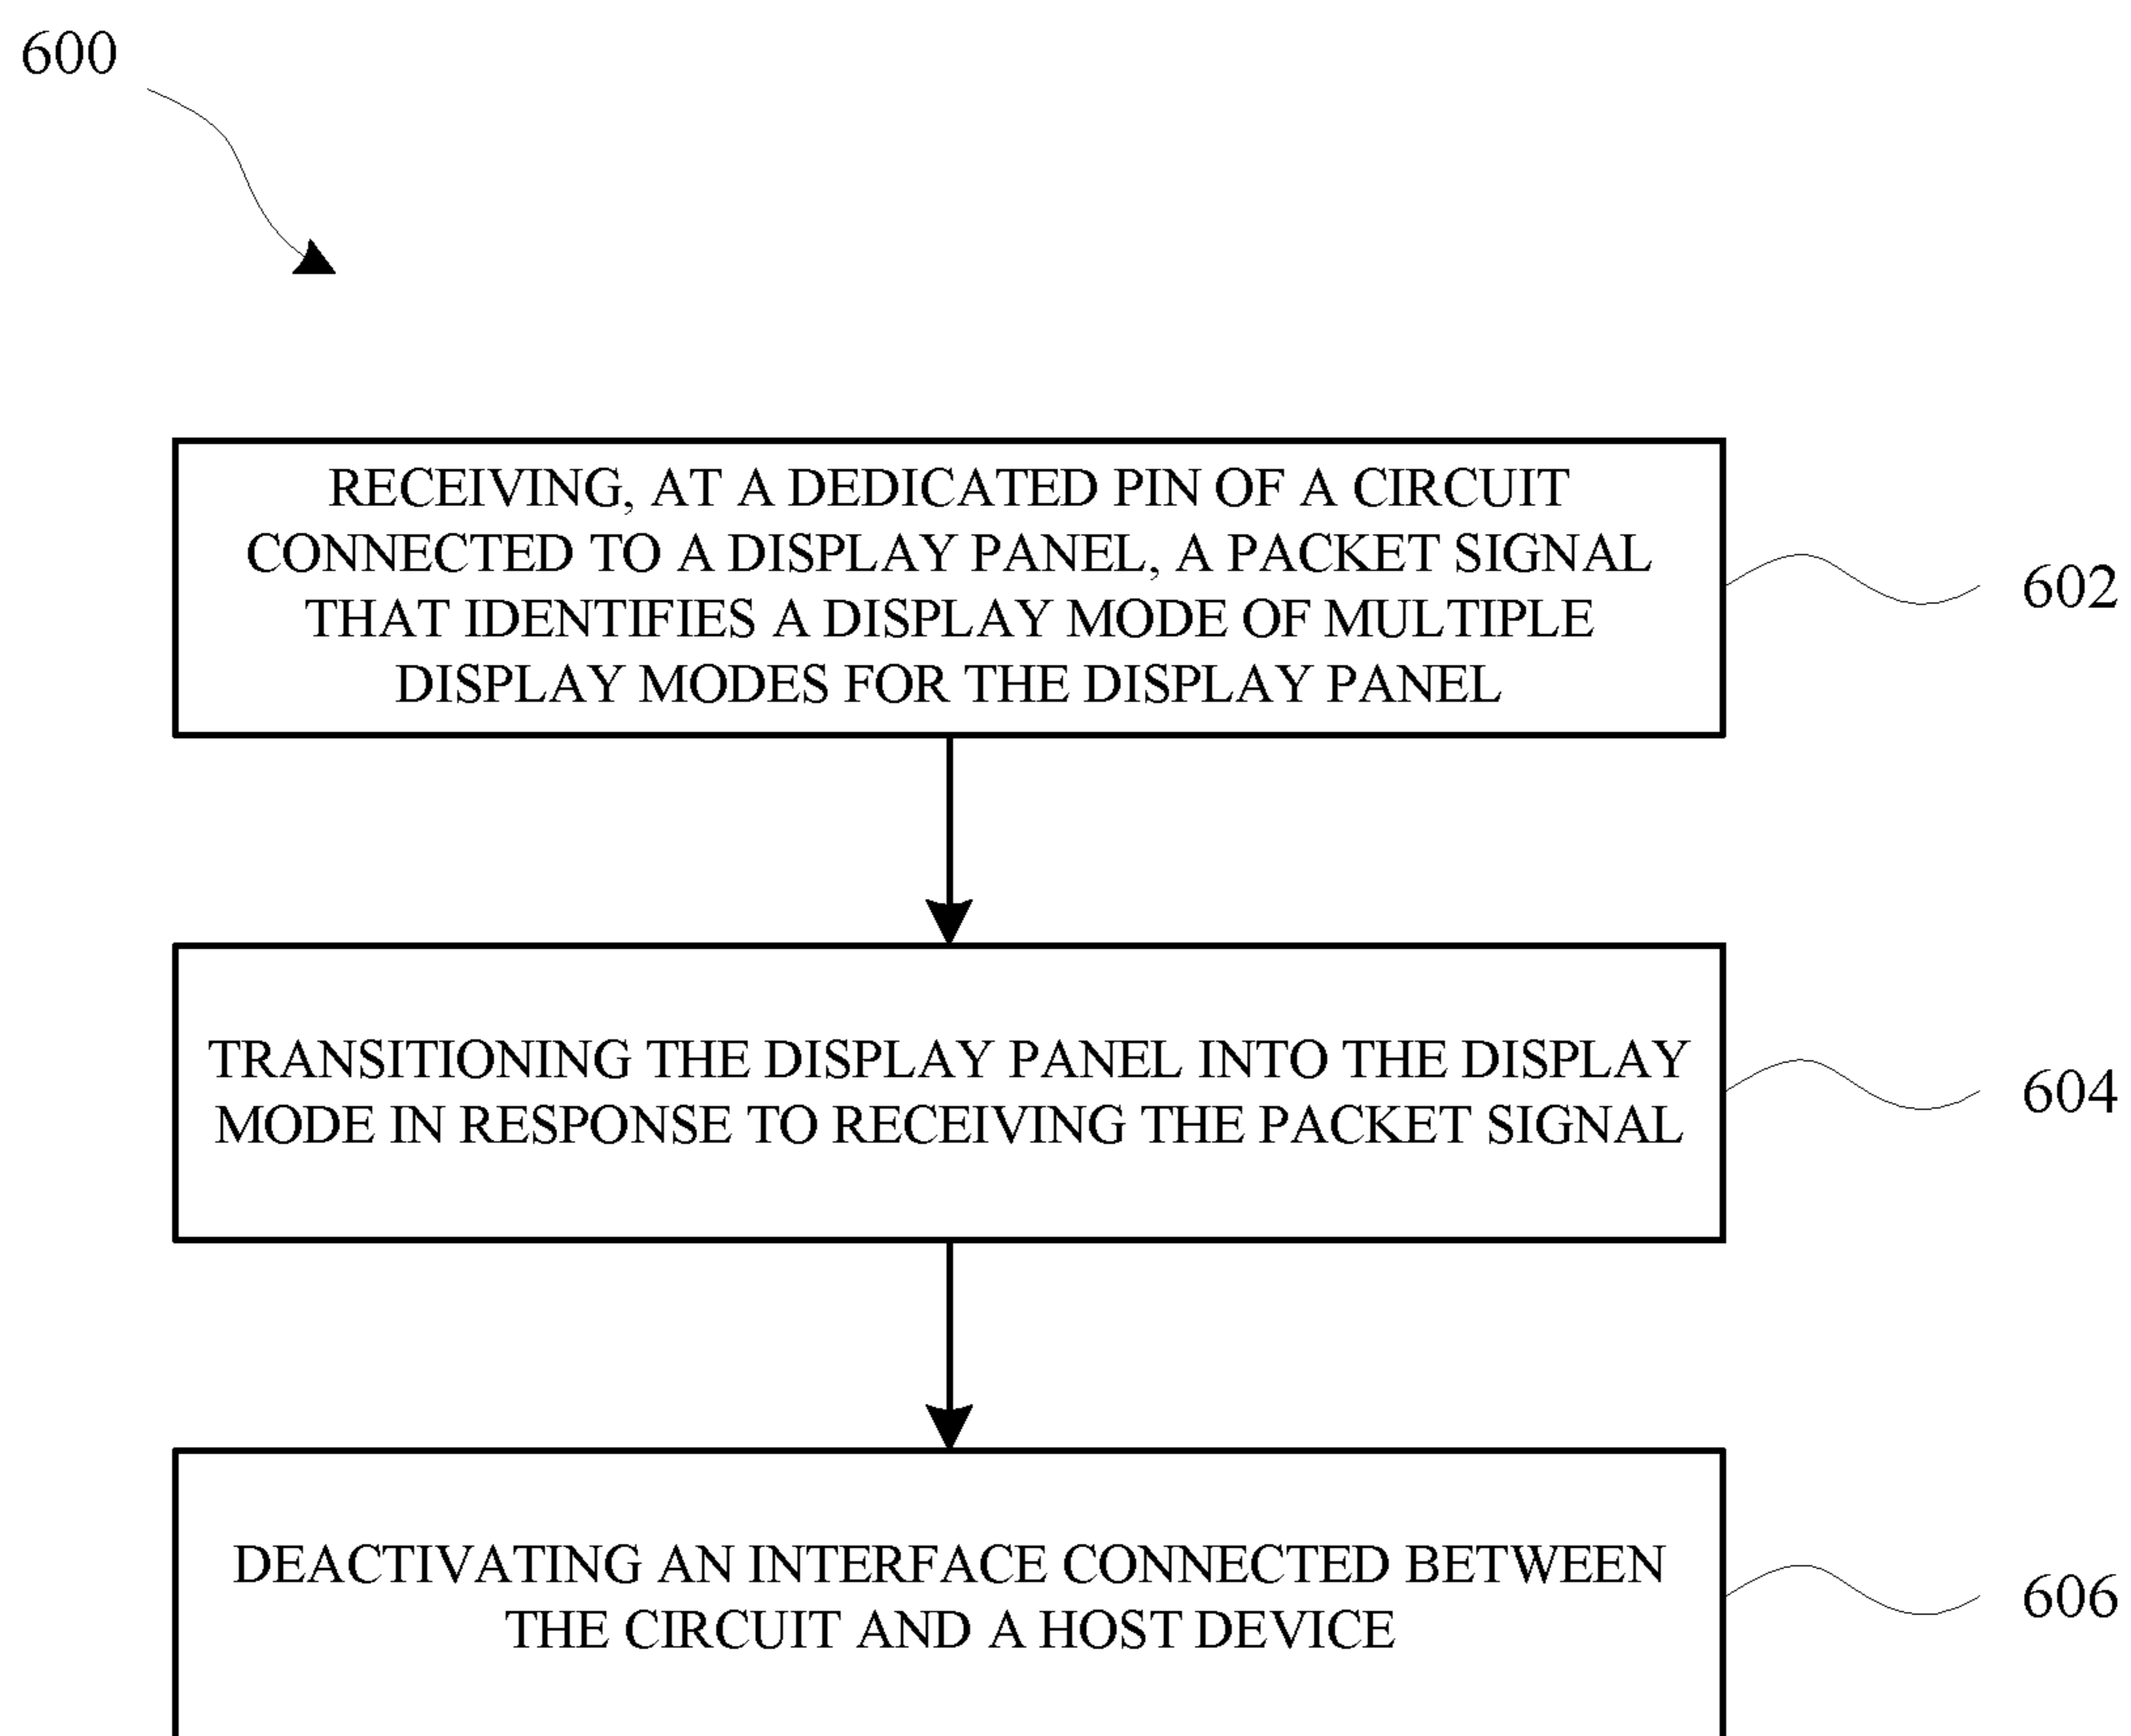 600
RECEIVING, AT A DEDICATED PIN OF A CIRCUIT
CONNECTED TO A DISPLAY PANEL, A PACKET SIGNAL
THAT IDENTIFIES A DISPLAY MODE OF MULTIPLE
DISPLAY MODES FOR THE DISPLAY PANEL
602
TRANSITIONING THE DISPLAY PANEL INTO THE DISPLAY
MODE IN RESPONSE TO RECEIVING THE PACKET SIGNAL
604
DEACTIVATING AN INTERFACE CONNECTED BETWEEN
THE CIRCUIT AND A HOST DEVICE
606